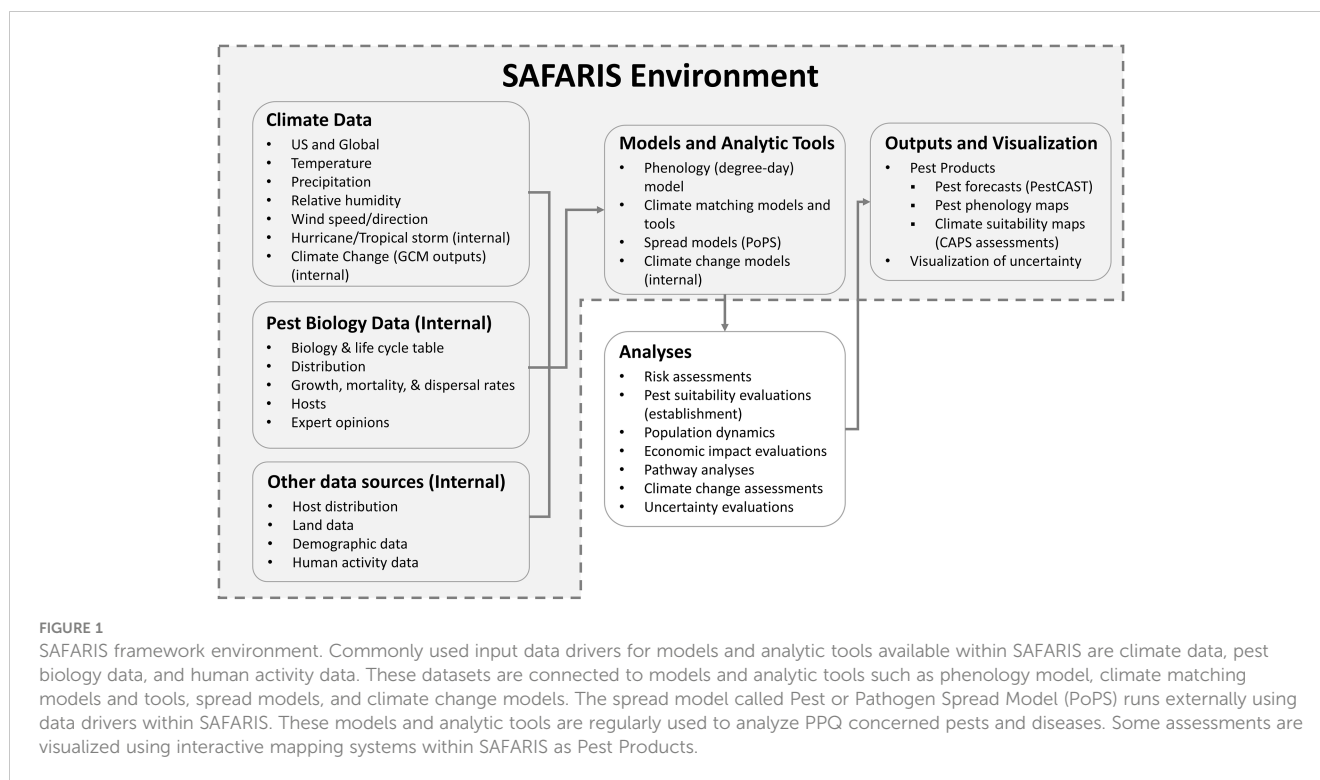 SAFARIS Environment
Climate Data
• US and Global
• Temperature
• Precipitation
• Relative humidity
• Wind speed/direction
• Hurricane/Tropical storm (internal)
• Climate Change (GCM outputs)
(internal)
Pest Biology Data (Internal)
• Biology & life cycle table
• Distribution
• Growth, mortality, & dispersal rates
• Hosts
• Expert opinions
Other data sources (Internal)
• Host distribution
• Land data
• Demographic data
• Human activity data
Models and Analytic Tools
• Phenology (degree-day)
model
• Climate matching models and
tools
• Spread models (PoPS)
• Climate change models
(internal)
Analyses
• Risk assessments
• Pest suitability evaluations
(establishment)
• Population dynamics
• Economic impact evaluations
• Pathway analyses
• Climate change assessments
• Uncertainty evaluations
Outputs and Visualization
• Pest Products
▪ Pest forecasts (PestCAST)
▪ Pest phenology maps
▪ Climate suitability maps
(CAPS assessments)
• Visualization of uncertainty
FIGURE 1
SAFARIS framework environment. Commonly used input data drivers for models and analytic tools available within SAFARIS are climate data, pest
biology data, and human activity data. These datasets are connected to models and analytic tools such as phenology model, climate matching
models and tools, spread models, and climate change models. The spread model called Pest or Pathogen Spread Model (PoPS) runs externally using
data drivers within SAFARIS. These models and analytic tools are regularly used to analyze PPQ concerned pests and diseases. Some assessments are
visualized using interactive mapping systems within SAFARIS as Pest Products.